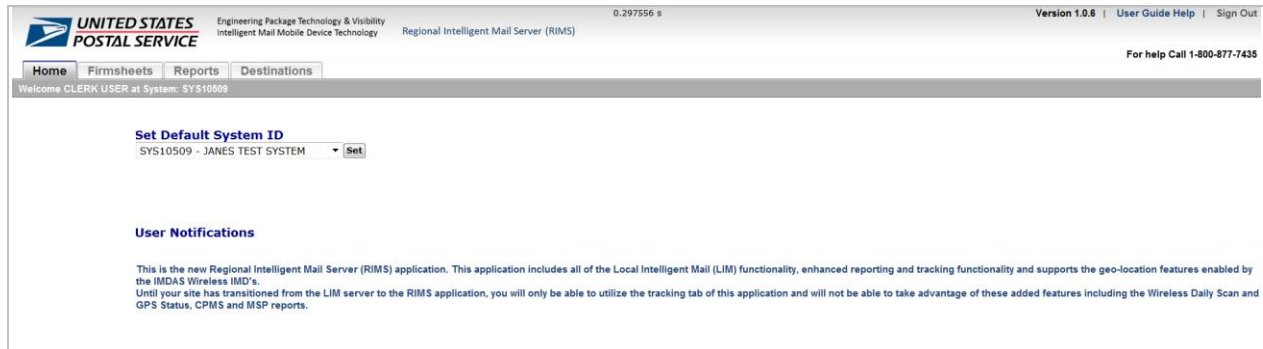 UNITED STATES
POSTAL SERVICE
Engineering Package Technology & Visibility
Intelligent Mail Mobile Device Technology
Regional Intelligent Mail Server (RIMS)
0.297556 s
Version 1.0.6 | User Guide Help | Sign Out
For help Call 1-800-877-7435
Home Firmsheets Reports Destinations
Welcome CLERK USER at System: SYS10509
Set Default System ID
SYS10509 - JANES TEST SYSTEM Set
User Notifications
This is the new Regional Intelligent Mail Server (RIMS) application. This application includes all of the Local Intelligent Mail (LIM) functionality, enhanced reporting and tracking functionality and supports the geo-location features enabled by
the IMDAS Wireless IMD's.
Until your site has transitioned from the LIM server to the RIMS application, you will only be able to utilize the tracking tab of this application and will not be able to take advantage of these added features including the Wireless Daily Scan and
GPS Status, CPMS and MSP reports.